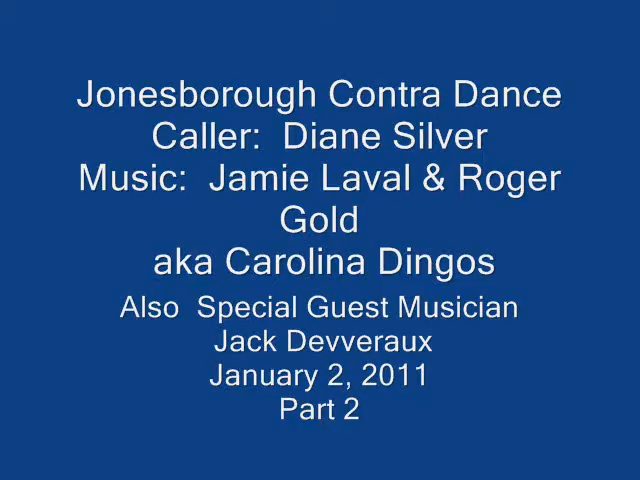 Jonesborough Contra Dance
Caller:  Diane Silver
Music:  Jamie Laval & Roger
Gold
aka Carolina Dingos
Also  Special Guest Musician
Jack Devveraux
January 2, 2011
Part 2